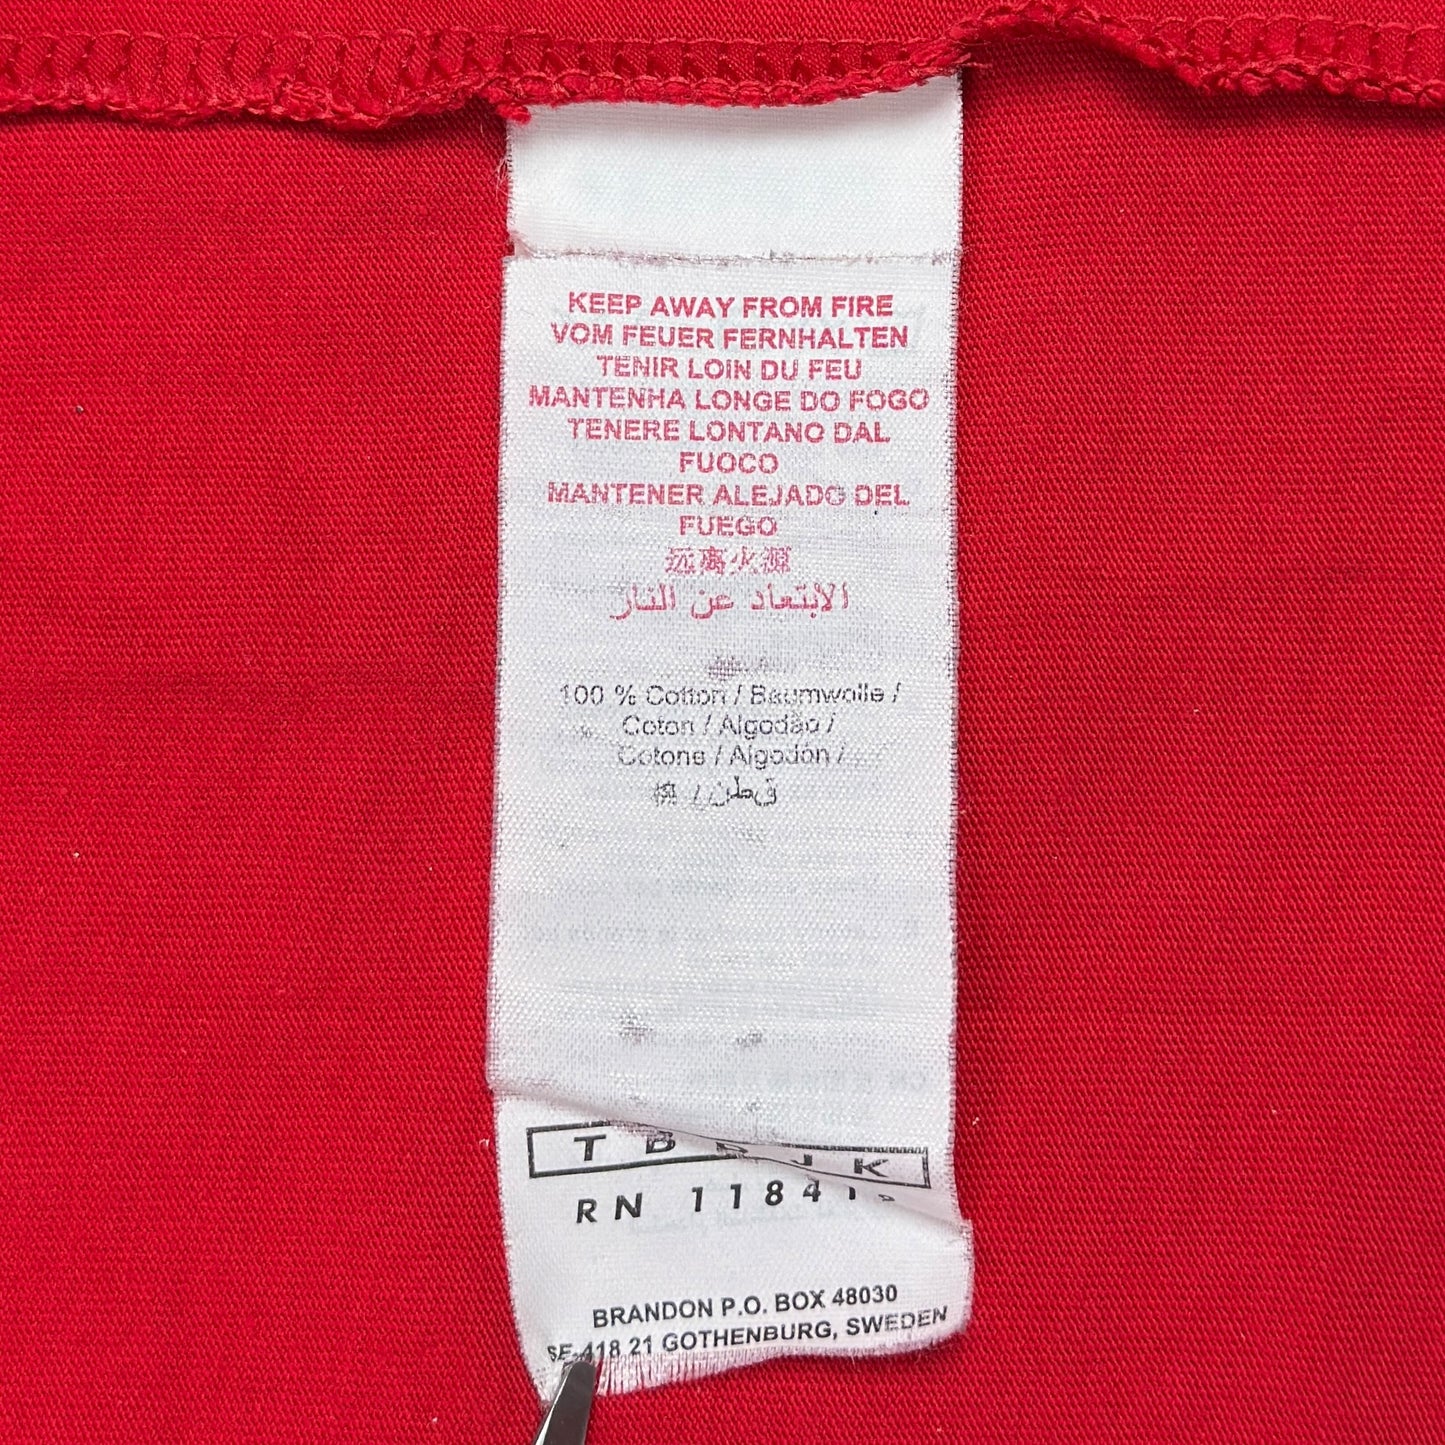 KEEP AWAY FROM FIRE
VOM FEUER FERNHALTEN
TENIR LOIN DU FEU
MANTENHA LONGE DO FOGO
TENERE LONTANO DAL
FUOCO
MANTENER ALEJADO DEL
FUEGO
远离火源
الابتعاد عن النار
100 % Cotton / Baumwolle /
Coton / Algodão /
Cotone / Algodón /
棉 / قطن
RN
BRANDON P.O. BOX 48030
SE-418 21 GOTHENBURG, SWEDEN